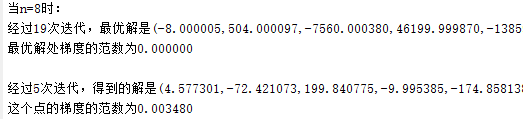 当n=8时:
经过19次迭代，最优解是(-8.000005,504.000097,-7560.000380,46199.999870,-1385
最优解处梯度的范数为0.000000
经过5次迭代，得到的解是(4.577301,-72.421073,199.840775,-9.995385,-174.858138
这个点的梯度的范数为0.003480